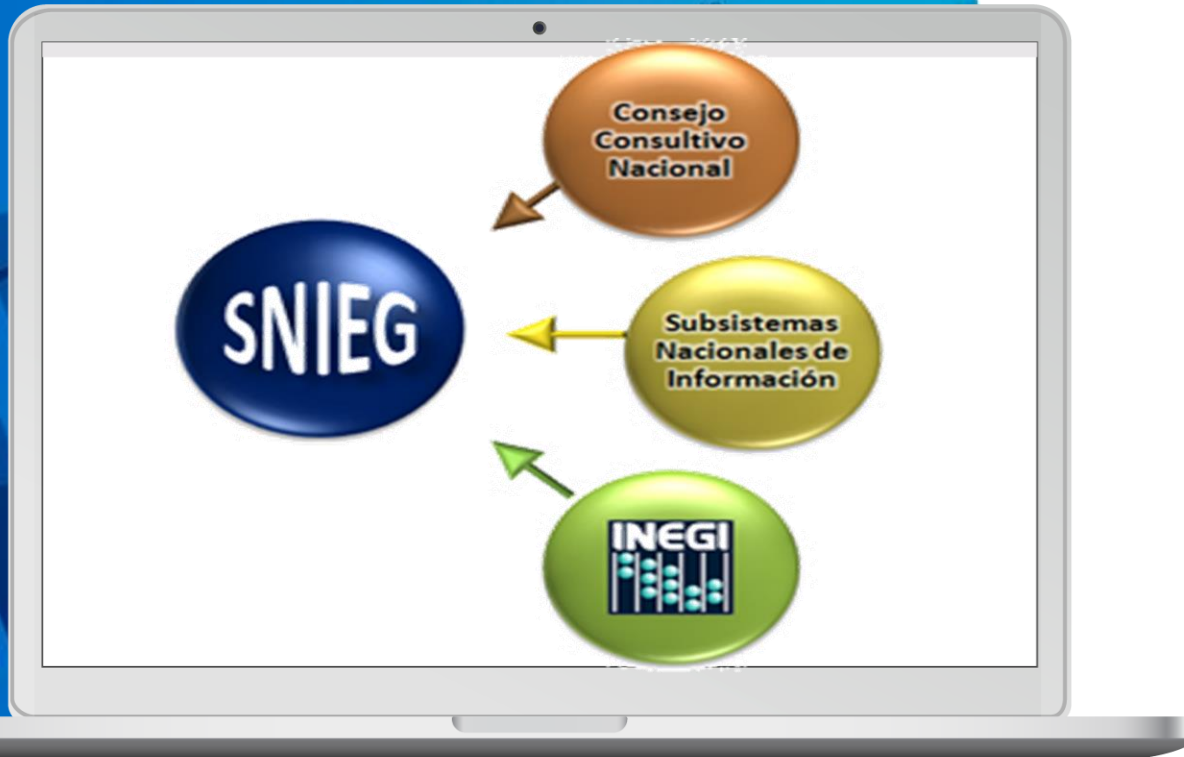 Consejo
Consultivo
Nacional
SNIEG
Subsistemas
Nacionales de
Información
INEGI